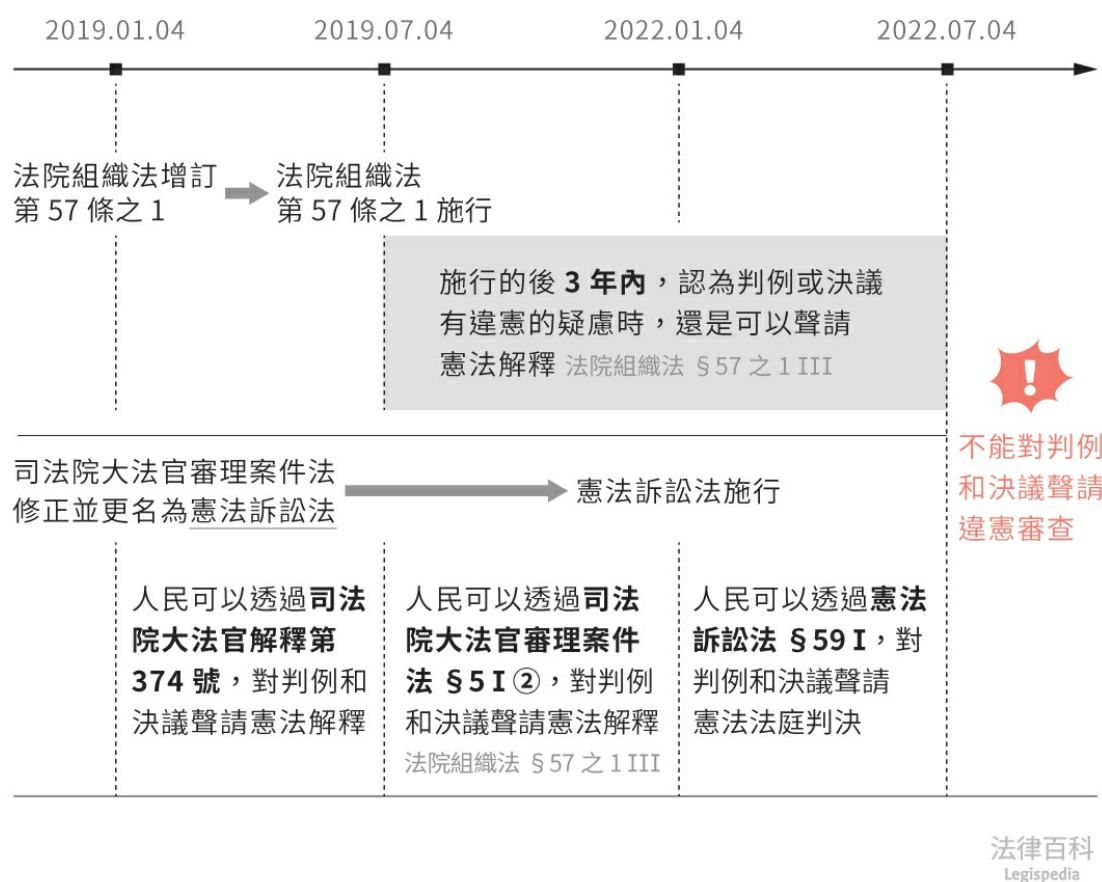 2019.01.04
2019.07.04
2022.01.04
2022.07.04
法院組織法增訂
第 57 條之 1
法院組織法
第 57 條之 1 施行
施行的後 3 年內，認為判例或決議
有違憲的疑慮時，還是可以聲請
憲法解釋 法院組織法 §57 之 1 III
!
不能對判例
和決議聲請
違憲審查
司法院大法官審理案件法
修正並更名為憲法訴訟法
憲法訴訟法施行
人民可以透過司法
院大法官解釋第
374 號，對判例和
決議聲請憲法解釋
人民可以透過司法
院大法官審理案件
法 §5 I ②，對判例
和決議聲請憲法解釋
法院組織法 §57 之 1 III
人民可以透過憲法
訴訟法 §59 I，對
判例和決議聲請
憲法法庭判決
法律百科
Legispedia